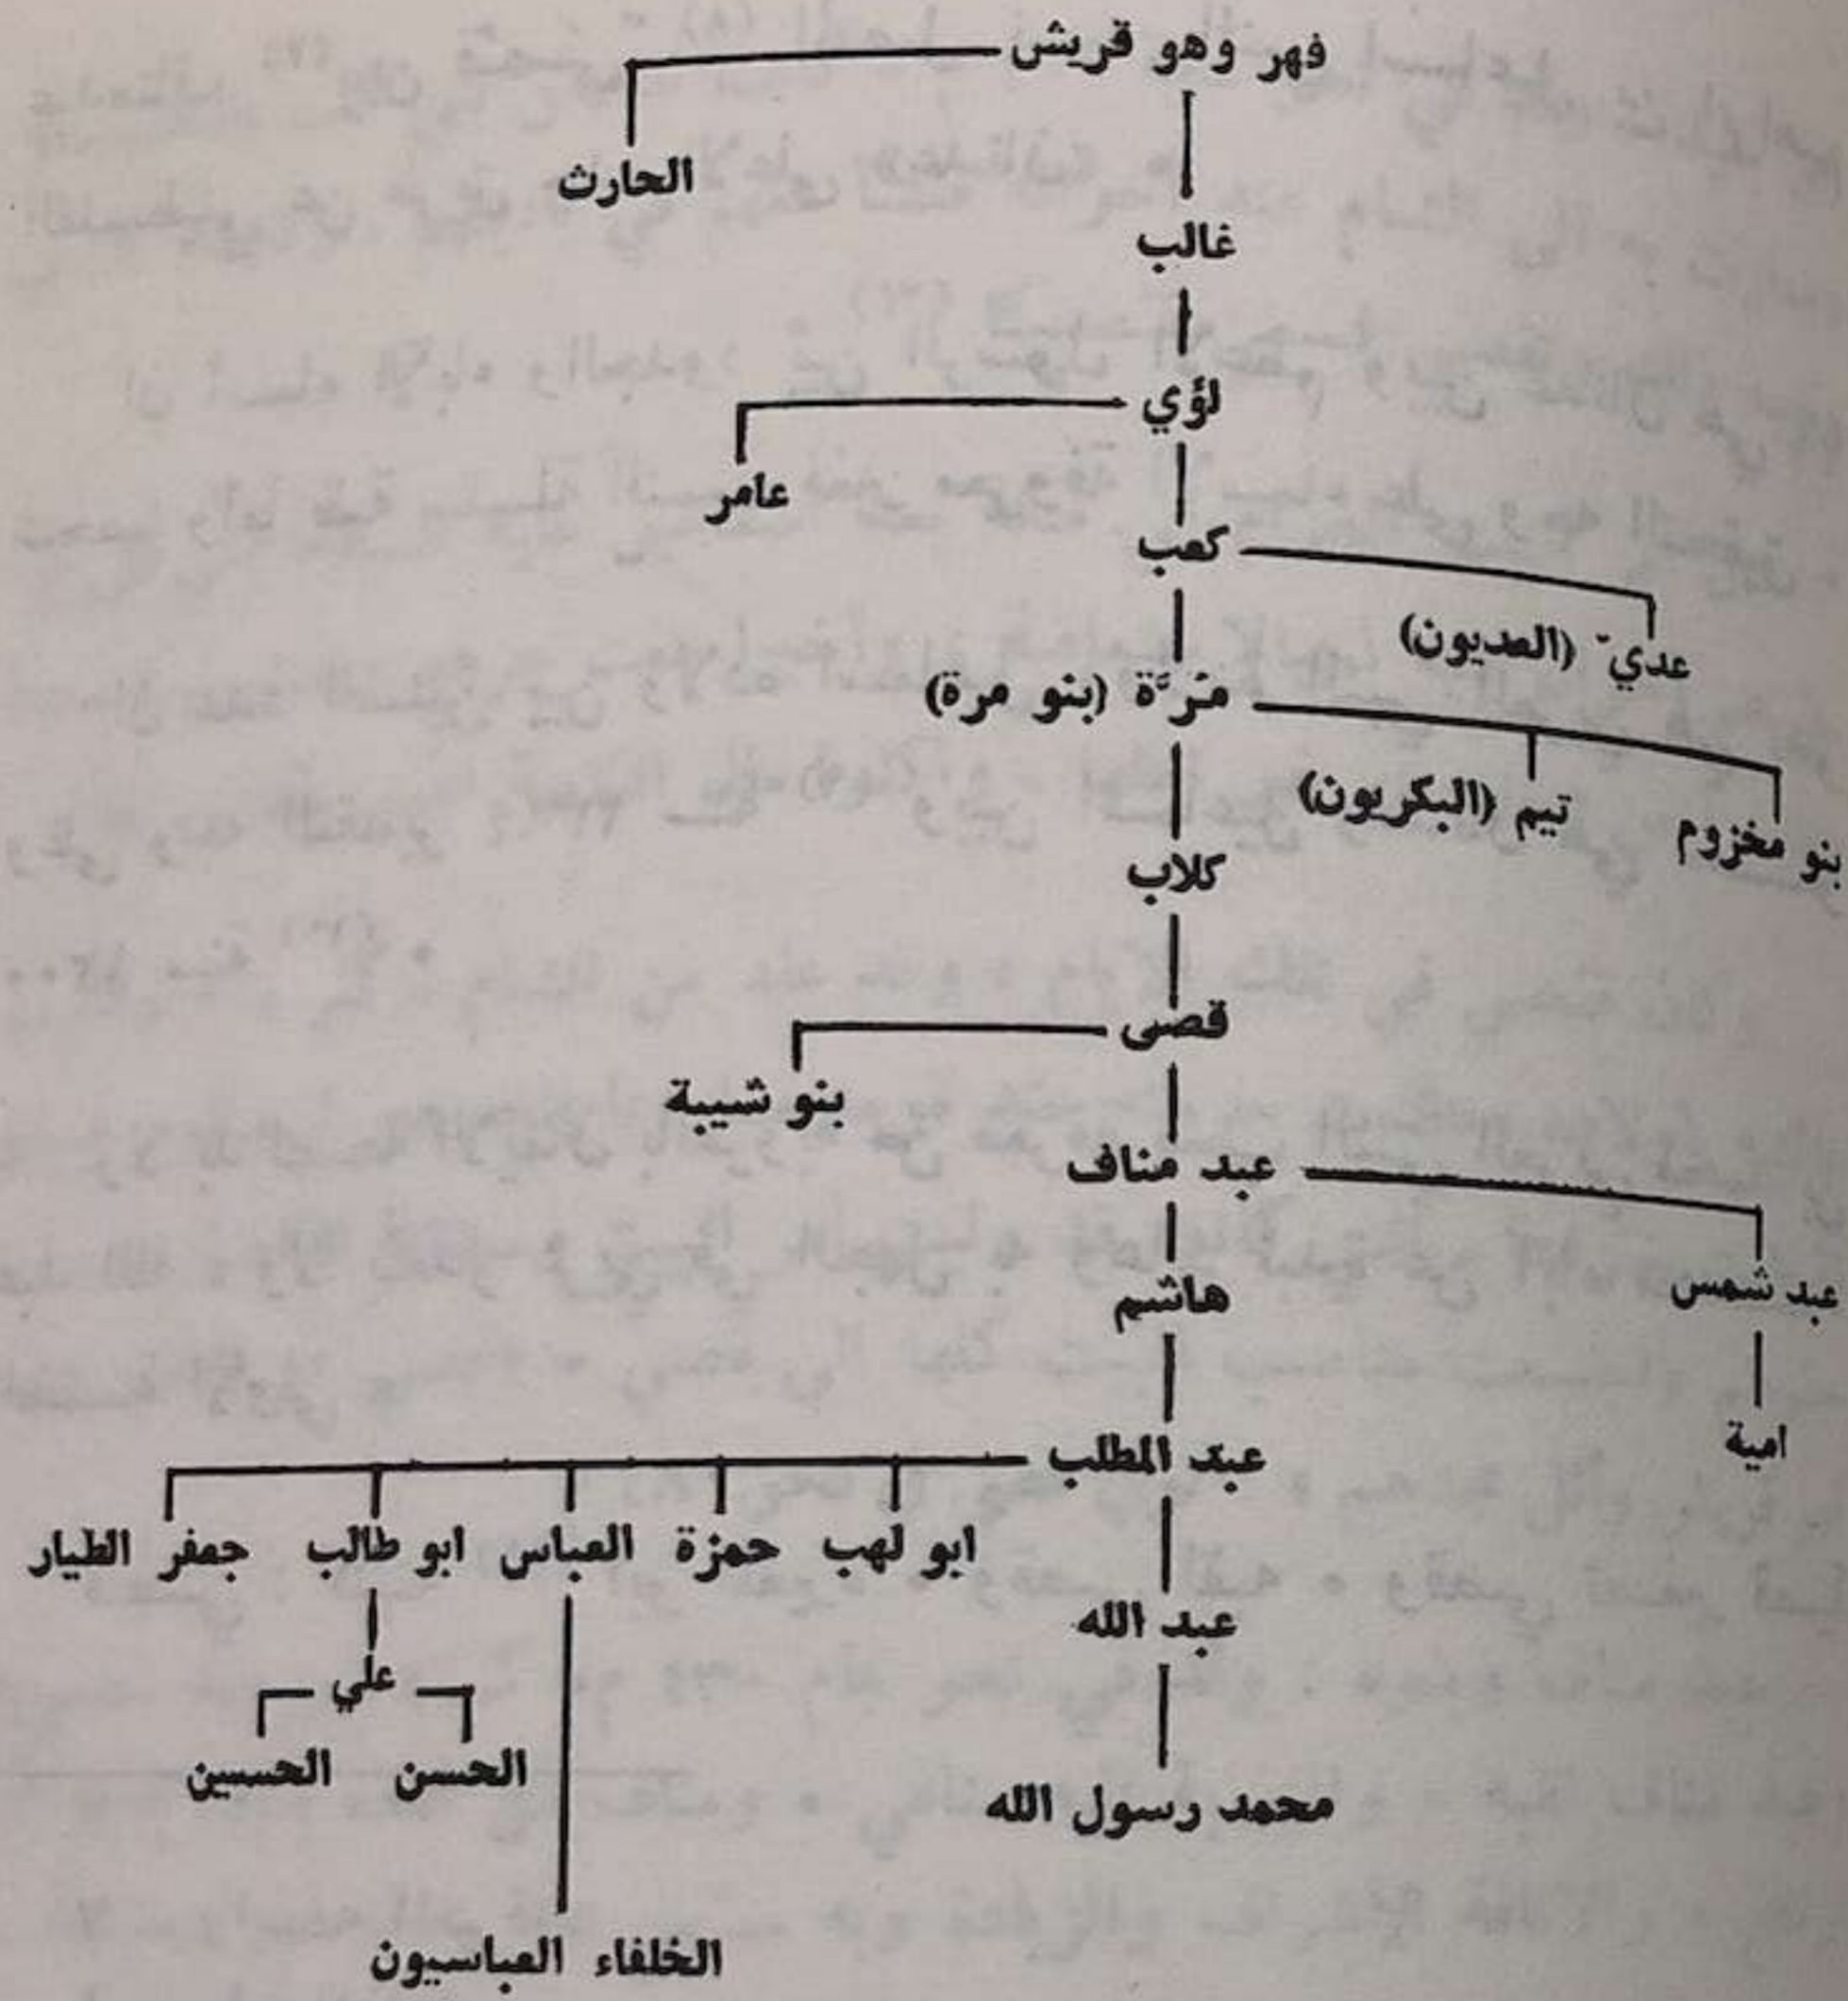 فهر وهو قريش
الحارث
غالب
لؤي
عامر
كعب
عديّ (العديون)
مُرَّة (بنو مرة)
تيم (البكريون)
بنو مخزوم
كلاب
قصى
بنو شيبة
عبد مناف
هاشم
عبد شمس
عبد المطلب
امية
ابو لهب
حمزة
العباس
ابو طالب
جعفر الطيار
عبد الله
علي
الحسن
الحسين
محمد رسول الله
الخلفاء العباسيون